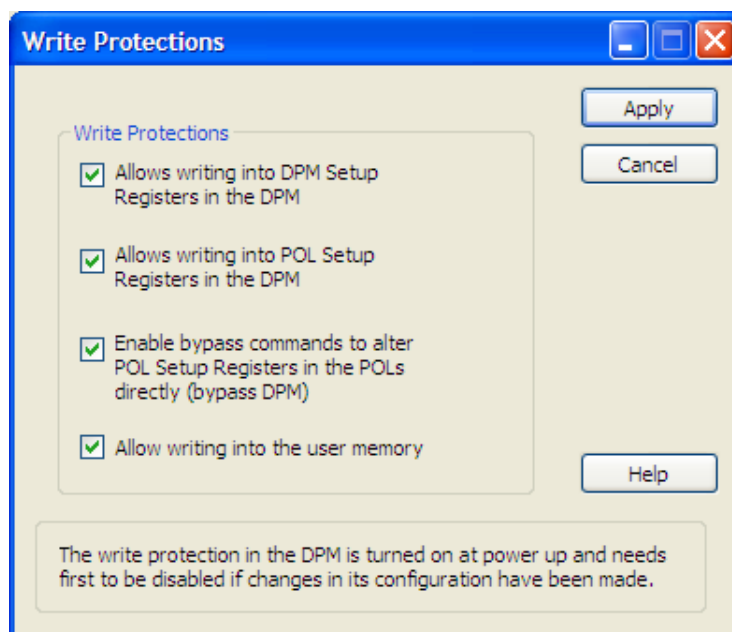 Write Protections
Apply
Write Protections
Allows writing into DPM Setup
Registers in the DPM
Cancel
Allows writing into POL Setup
Registers in the DPM
Enable bypass commands to alter
POL Setup Registers in the POLs
directly (bypass DPM)
Allow writing into the user memory
Help
The write protection in the DPM is turned on at power up and needs
first to be disabled if changes in its configuration have been made.